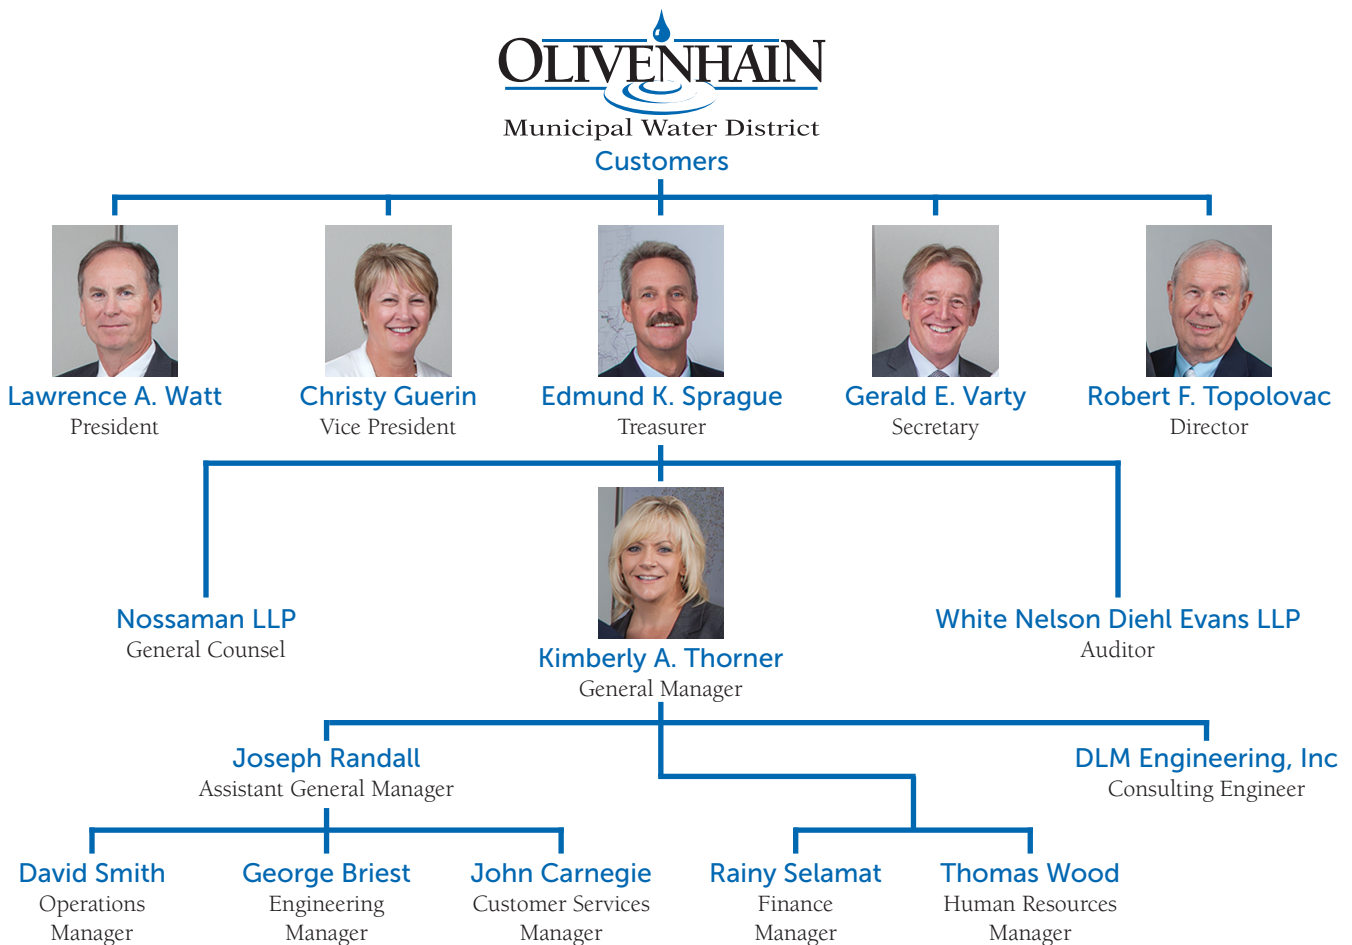 OLIVENHAIN
Municipal Water District
Customers
Lawrence A. Watt
President
Christy Guerin
Vice President
Edmund K. Sprague
Treasurer
Gerald E. Varty
Secretary
Robert F. Topolovac
Director
Nossaman LLP
General Counsel
Kimberly A. Thorner
General Manager
White Nelson Diehl Evans LLP
Auditor
Joseph Randall
Assistant General Manager
DLM Engineering, Inc
Consulting Engineer
David Smith
Operations
Manager
George Briest
Engineering
Manager
John Carnegie
Customer Services
Manager
Rainy Selamat
Finance
Manager
Thomas Wood
Human Resources
Manager